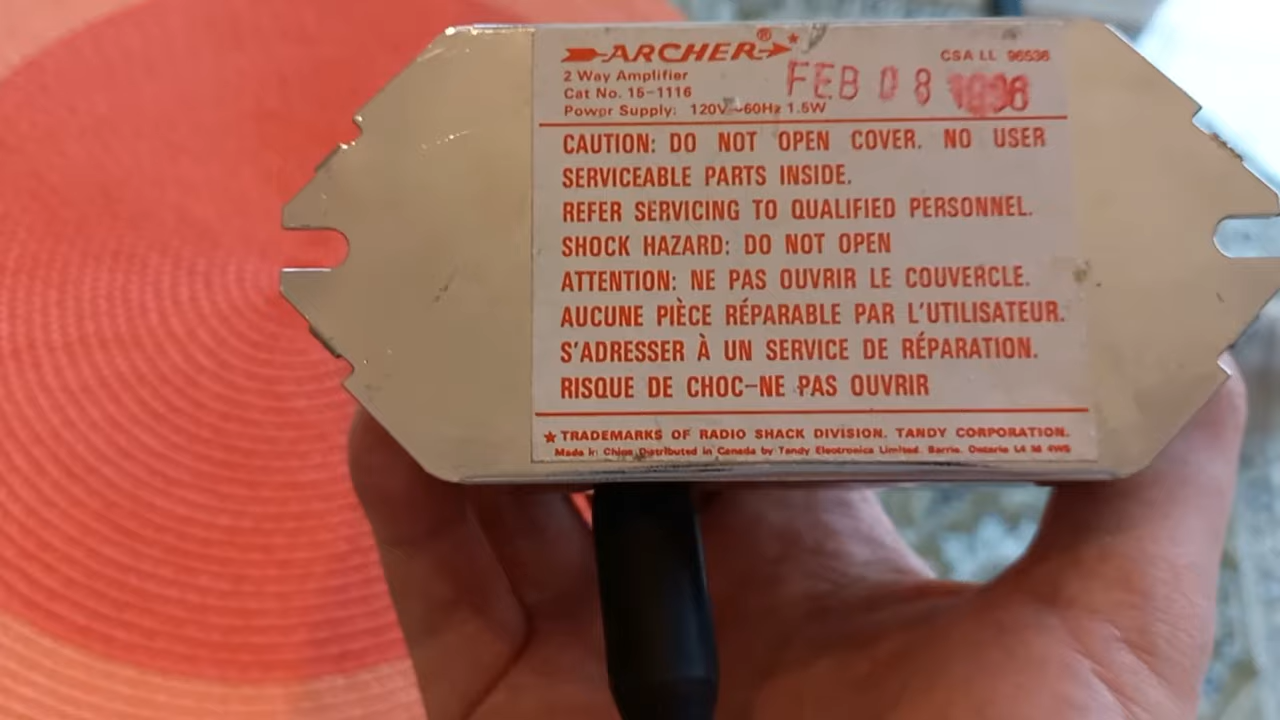 ARCHER®★
CSA LL 96536
2 Way Amplifier
FEB 08
Cat No. 15-1116
Power Supply: 120V~60Hz 1.5W
CAUTION: DO NOT OPEN COVER. NO USER
SERVICEABLE PARTS INSIDE.
REFER SERVICING TO QUALIFIED PERSONNEL.
SHOCK HAZARD: DO NOT OPEN
ATTENTION: NE PAS OUVRIR LE COUVERCLE.
AUCUNE PIÈCE RÉPARABLE PAR L'UTILISATEUR.
S'ADRESSER À UN SERVICE DE RÉPARATION.
RISQUE DE CHOC-NE PAS OUVRIR
★TRADEMARKS OF RADIO SHACK DIVISION. TANDY CORPORATION.
Made in China Distributed in Canada by Tandy Electronics Limited. Barrie. Ontario L4 M 4W5